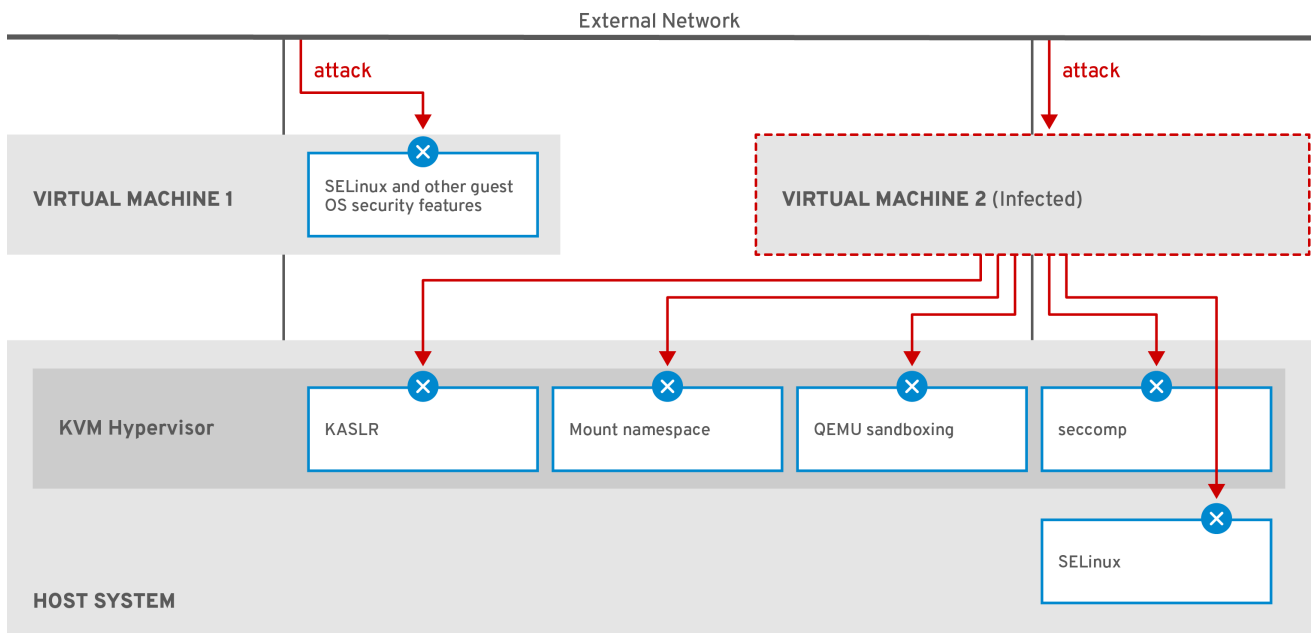 External Network
attack
attack
VIRTUAL MACHINE 1
SELinux and other guest
OS security features
VIRTUAL MACHINE 2 (Infected)
KVM Hypervisor
KASLR
Mount namespace
QEMU sandboxing
seccomp
SELinux
HOST SYSTEM